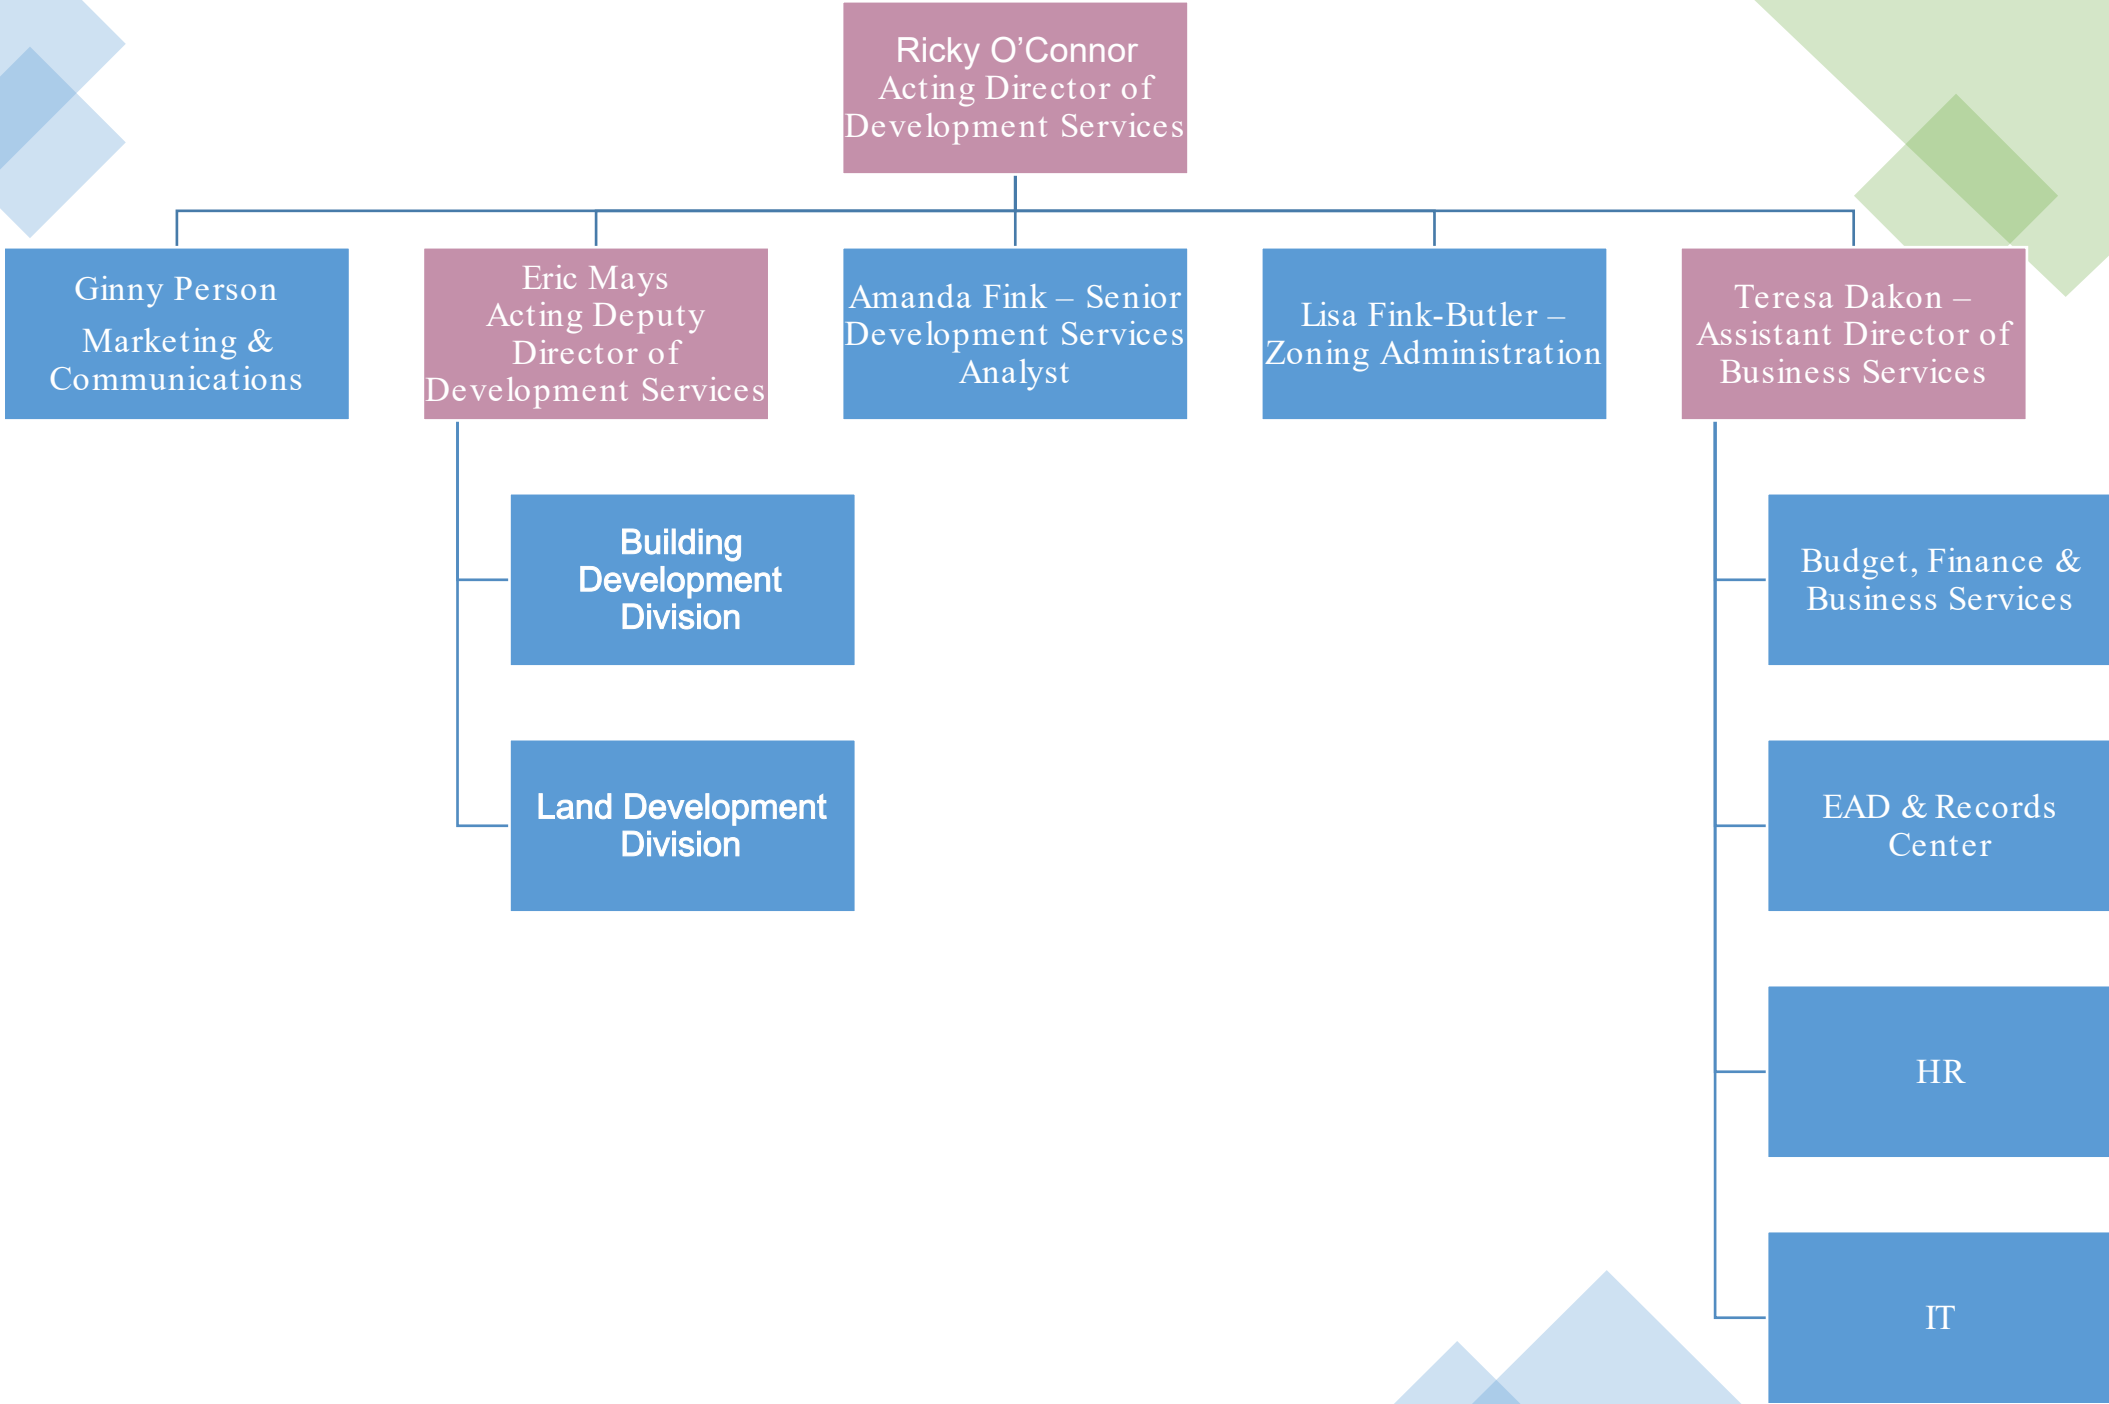 Ricky O’Connor
Acting Director of
Development Services
Ginny Person
Marketing &
Communications
Eric Mays
Acting Deputy
Director of
Development Services
Amanda Fink – Senior
Development Services
Analyst
Lisa Fink-Butler –
Zoning Administration
Teresa Dakon –
Assistant Director of
Business Services
Building
Development
Division
Land Development
Division
Budget, Finance &
Business Services
EAD & Records
Center
HR
IT